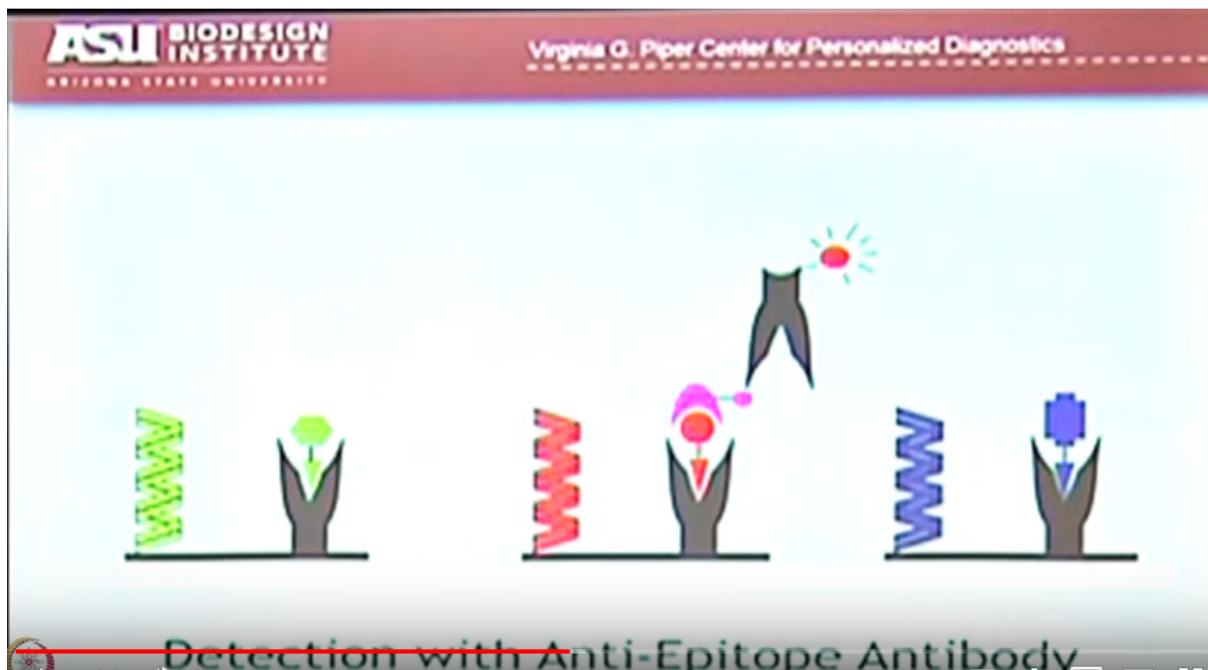 ASU BIODESIGN INSTITUTE
ARIZONA STATE UNIVERSITY
Virginia G. Piper Center for Personalized Diagnostics
Detection with Anti-Epitope Antibody